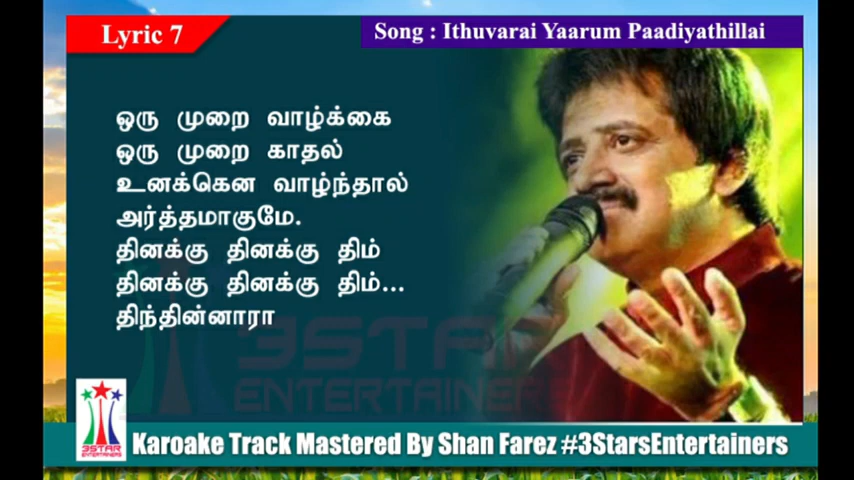 Lyric 7
Song : Ithuvarai Yaarum Paadiyathillai
ஒரு முறை வாழ்க்கை
ஒரு முறை காதல்
உனக்கென வாழ்ந்தால்
அர்த்தமாகுமே.
தினக்கு தினக்கு திம்
தினக்கு தினக்கு திம்...
திந்தின்னாரா
3STAR
ENTERTAINERS
3STAR
ENTERTAINERS
Karoake Track Mastered By Shan Farez #3StarsEntertainers